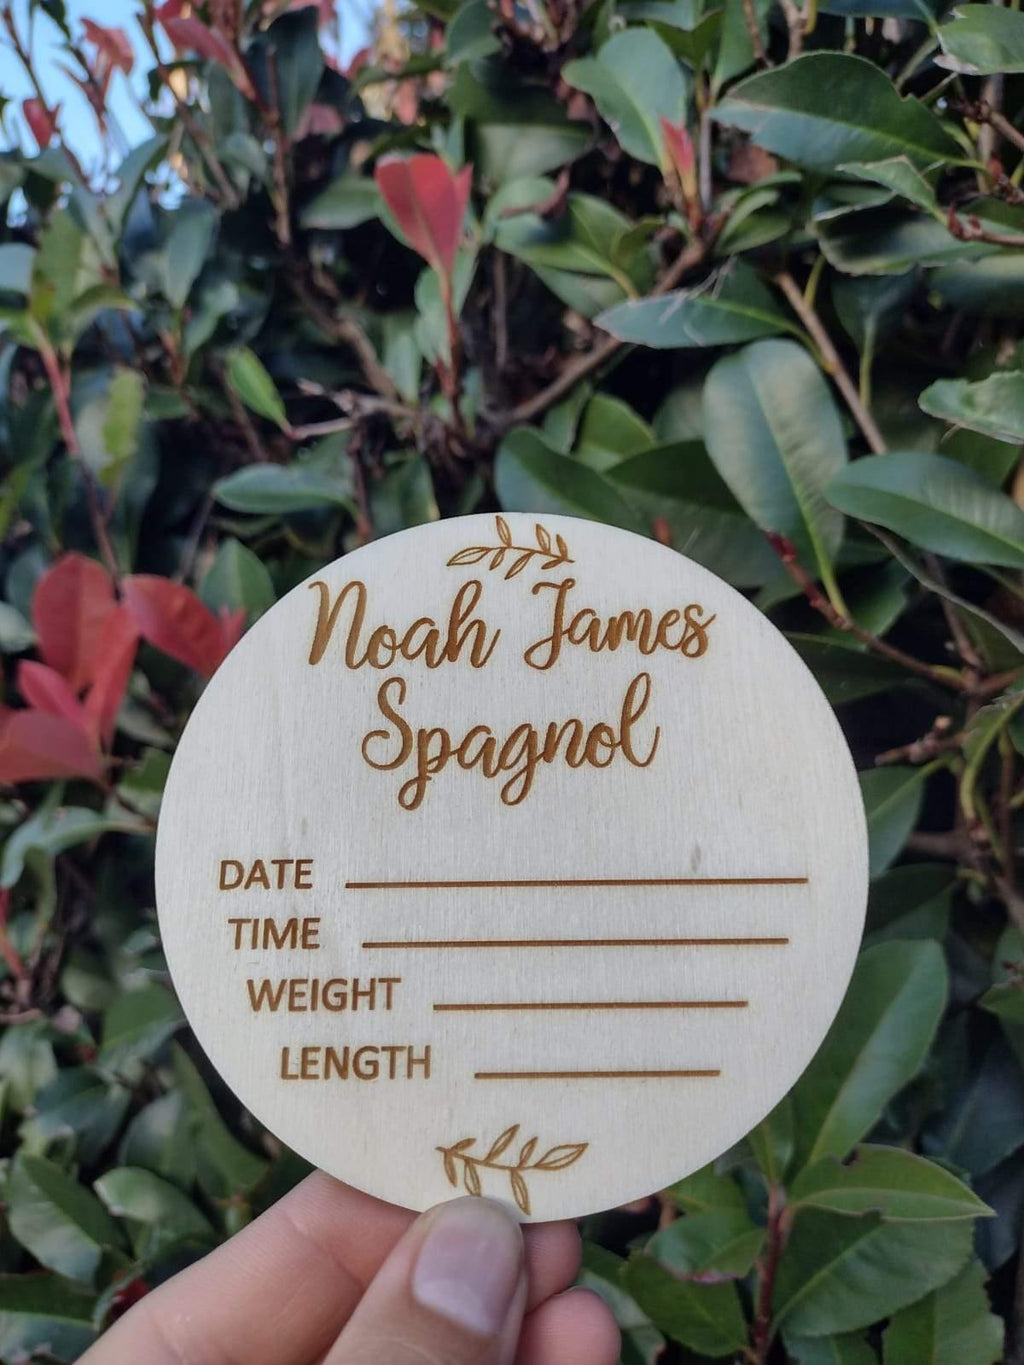 Noah James
Spagnol
DATE
TIME
WEIGHT
LENGTH